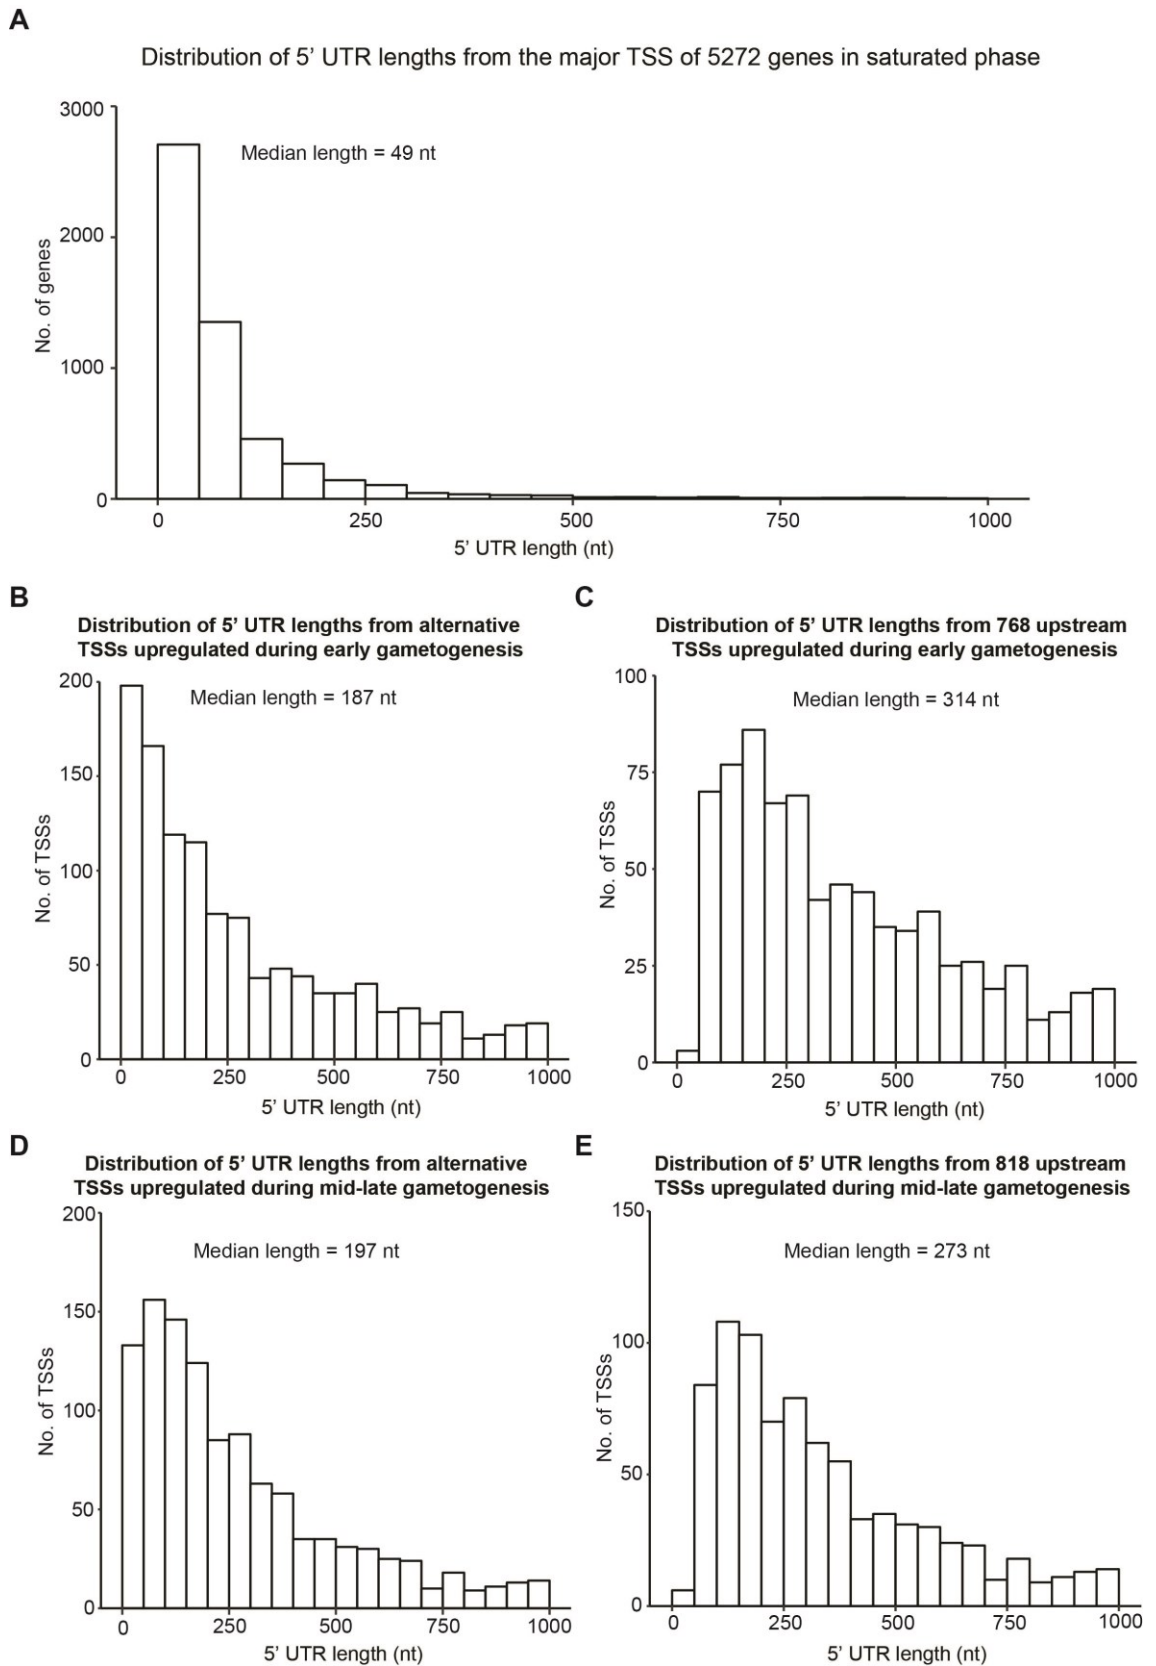 A
Distribution of 5’ UTR lengths from the major TSS of 5272 genes in saturated phase
Median length = 49 nt
No. of genes
3000
2000
1000
0
0 250 500 750 1000
5’ UTR length (nt)
B
Distribution of 5’ UTR lengths from alternative
TSSs upregulated during early gametogenesis
Median length = 187 nt
No. of TSSs
200
150
100
50
0
0 250 500 750 1000
5’ UTR length (nt)
C
Distribution of 5’ UTR lengths from 768 upstream
TSSs upregulated during early gametogenesis
Median length = 314 nt
No. of TSSs
100
75
50
25
0
0 250 500 750 1000
5’ UTR length (nt)
D
Distribution of 5’ UTR lengths from alternative
TSSs upregulated during mid-late gametogenesis
Median length = 197 nt
No. of TSSs
200
150
100
50
0
0 250 500 750 1000
5’ UTR length (nt)
E
Distribution of 5’ UTR lengths from 818 upstream
TSSs upregulated during mid-late gametogenesis
Median length = 273 nt
No. of TSSs
150
100
50
0
0 250 500 750 1000
5’ UTR length (nt)